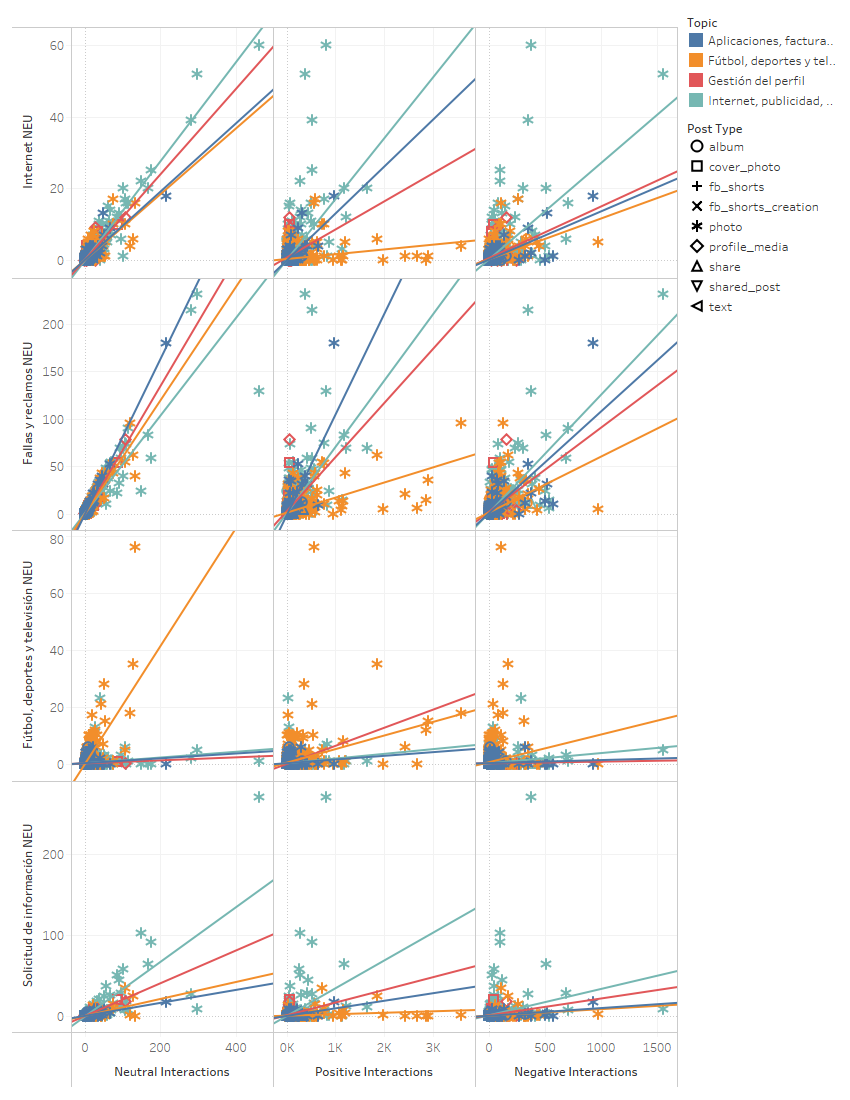 Topic
Aplicaciones, factura..
Fútbol, deportes y tel..
Gestión del perfil
Internet, publicidad, ..
Post Type
album
cover_photo
fb_shorts
fb_shorts_creation
photo
profile_media
share
shared_post
text
Internet NEU
60
40
20
0
Fallas y reclamos NEU
200
150
100
50
0
Fútbol, deportes y televisión NEU
80
60
40
20
0
Solicitud de información NEU
200
100
0
0
200
400
0K
1K
2K
3K
0
500
1000
1500
Neutral Interactions
Positive Interactions
Negative Interactions